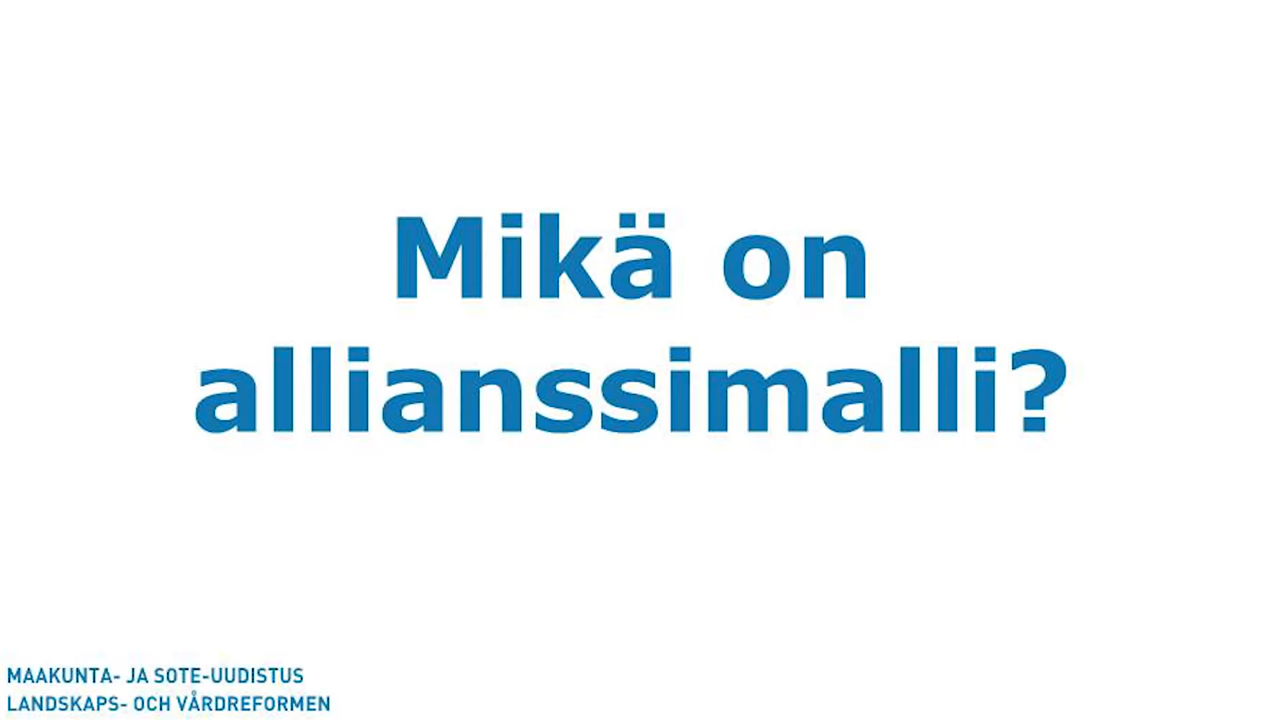 Mikä on
allianssimalli?
MAAKUNTA- JA SOTE-UUDISTUS
LANDSKAPS- OCH VÅRDREFORMEN